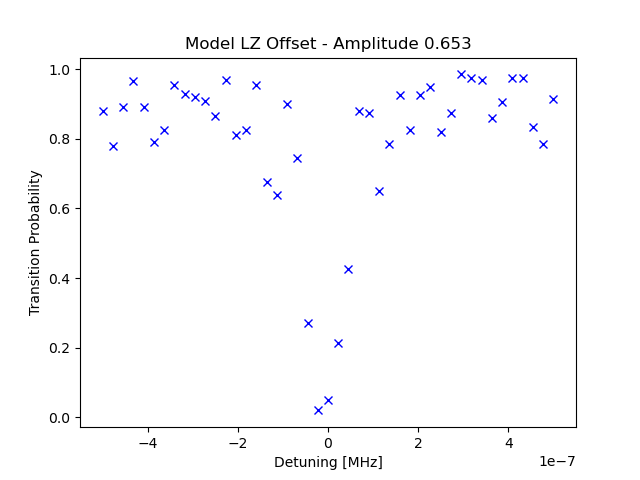 Model LZ Offset - Amplitude 0.653
1.0
0.8
0.6
0.4
0.2
0.0
Transition Probability
−4
−2
0
2
4
1e−7
Detuning [MHz]